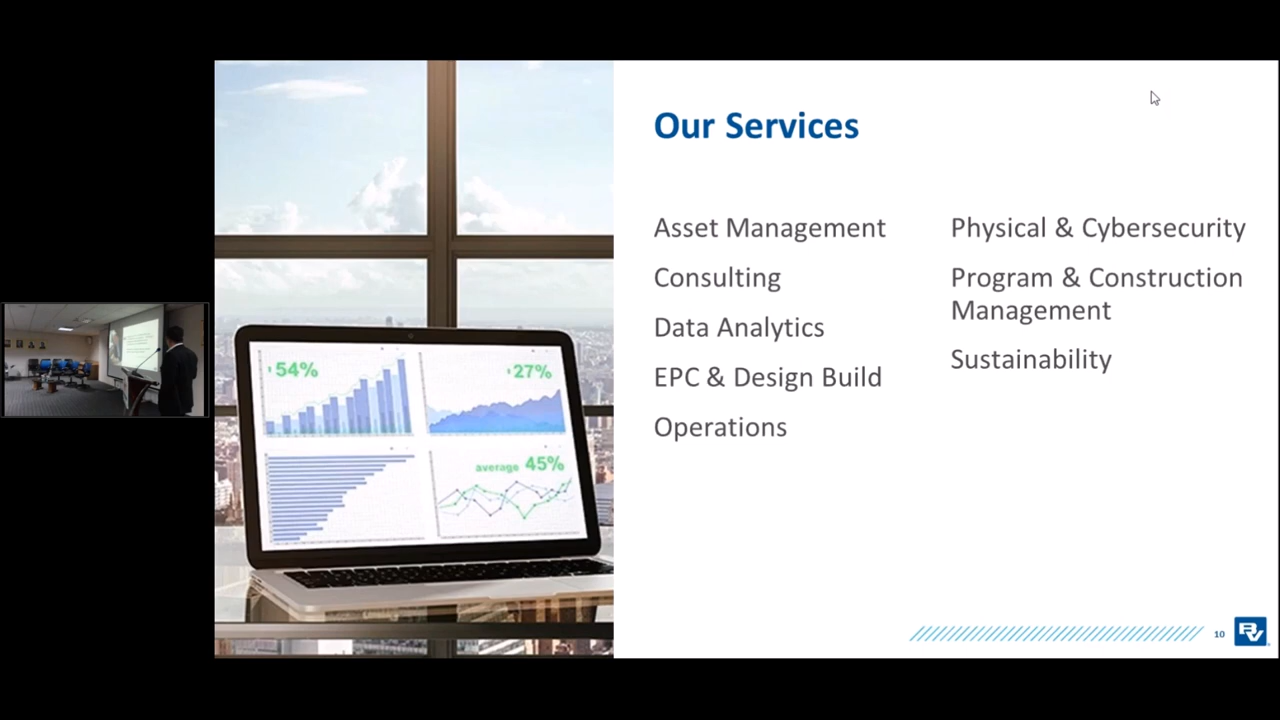 Our Services
Asset Management
Consulting
Data Analytics
EPC & Design Build
Operations
Physical & Cybersecurity
Program & Construction
Management
Sustainability
54%
27%
average 45%
10
BV